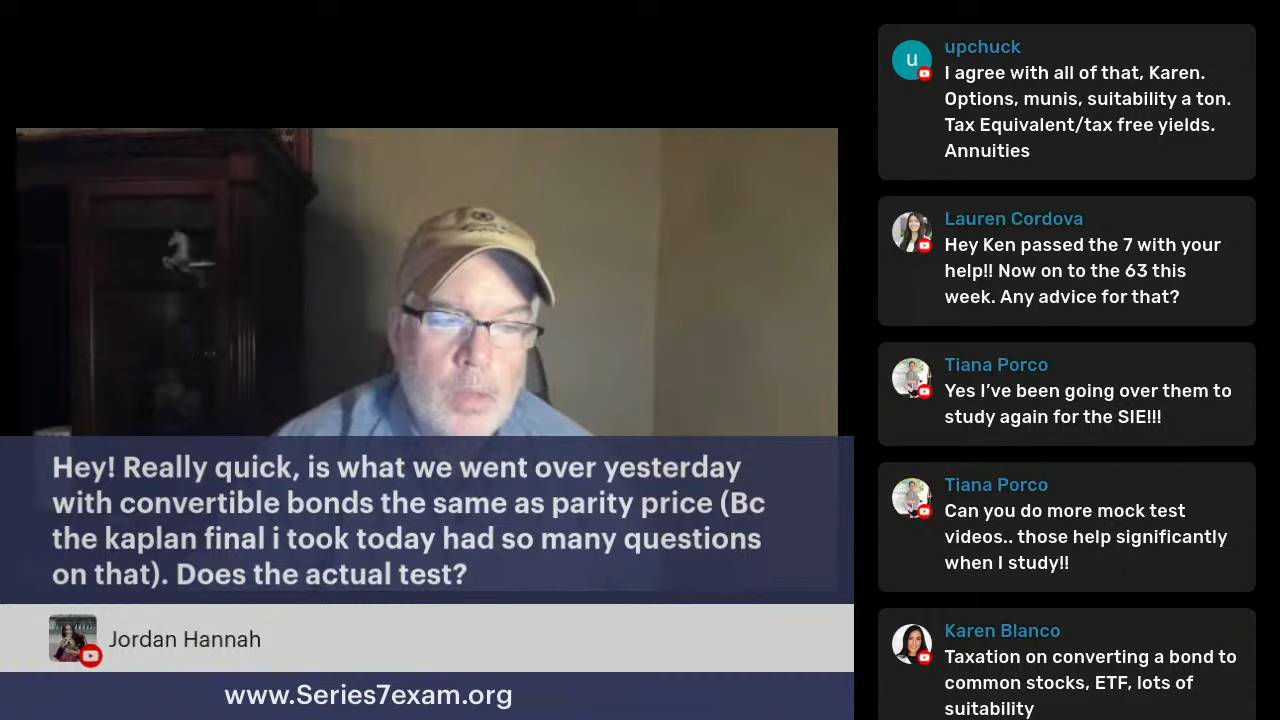 Hey! Really quick, is what we went over yesterday
with convertible bonds the same as parity price (Bc
the kaplan final i took today had so many questions
on that). Does the actual test?
Jordan Hannah
www.Series7exam.org
u
upchuck
I agree with all of that, Karen.
Options, munis, suitability a ton.
Tax Equivalent/tax free yields.
Annuities
Lauren Cordova
Hey Ken passed the 7 with your
help!! Now on to the 63 this
week. Any advice for that?
Tiana Porco
Yes I’ve been going over them to
study again for the SIE!!!
Tiana Porco
Can you do more mock test
videos.. those help significantly
when I study!!
Karen Blanco
Taxation on converting a bond to
common stocks, ETF, lots of
suitability